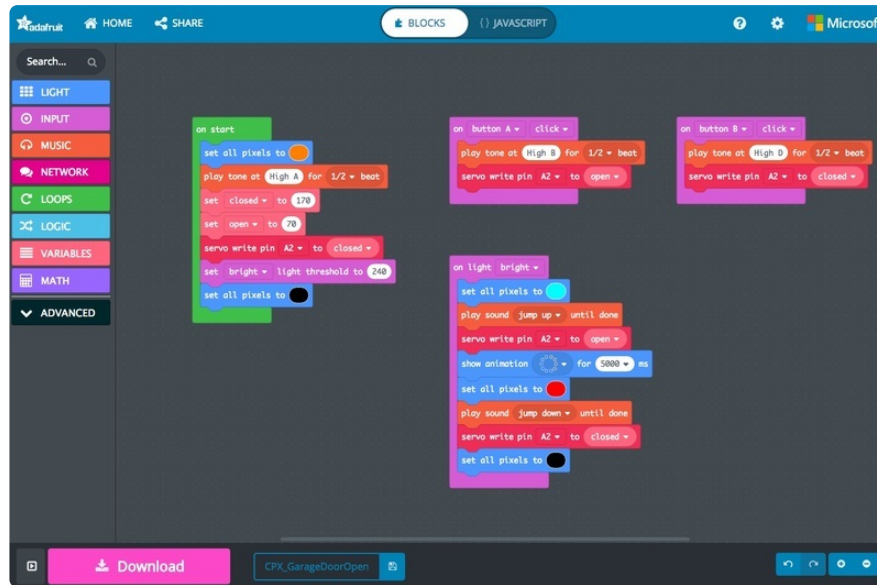 adafruit HOME SHARE BLOCKS {} JAVASCRIPT ? Microsof
Search...
LIGHT
INPUT
MUSIC
NETWORK
LOOPS
LOGIC
VARIABLES
MATH
ADVANCED
on start
set all pixels to
play tone at High A for 1/2 beat
set closed to 170
set open to 70
servo write pin A2 to closed
set bright light threshold to 240
set all pixels to
on button A click
play tone at High B for 1/2 beat
servo write pin A2 to open
on button B click
play tone at High D for 1/2 beat
servo write pin A2 to closed
on light bright
set all pixels to
play sound jump up until done
servo write pin A2 to open
show animation for 5000 ms
set all pixels to
play sound jump down until done
servo write pin A2 to closed
set all pixels to
Download CPX_GarageDoorOpen